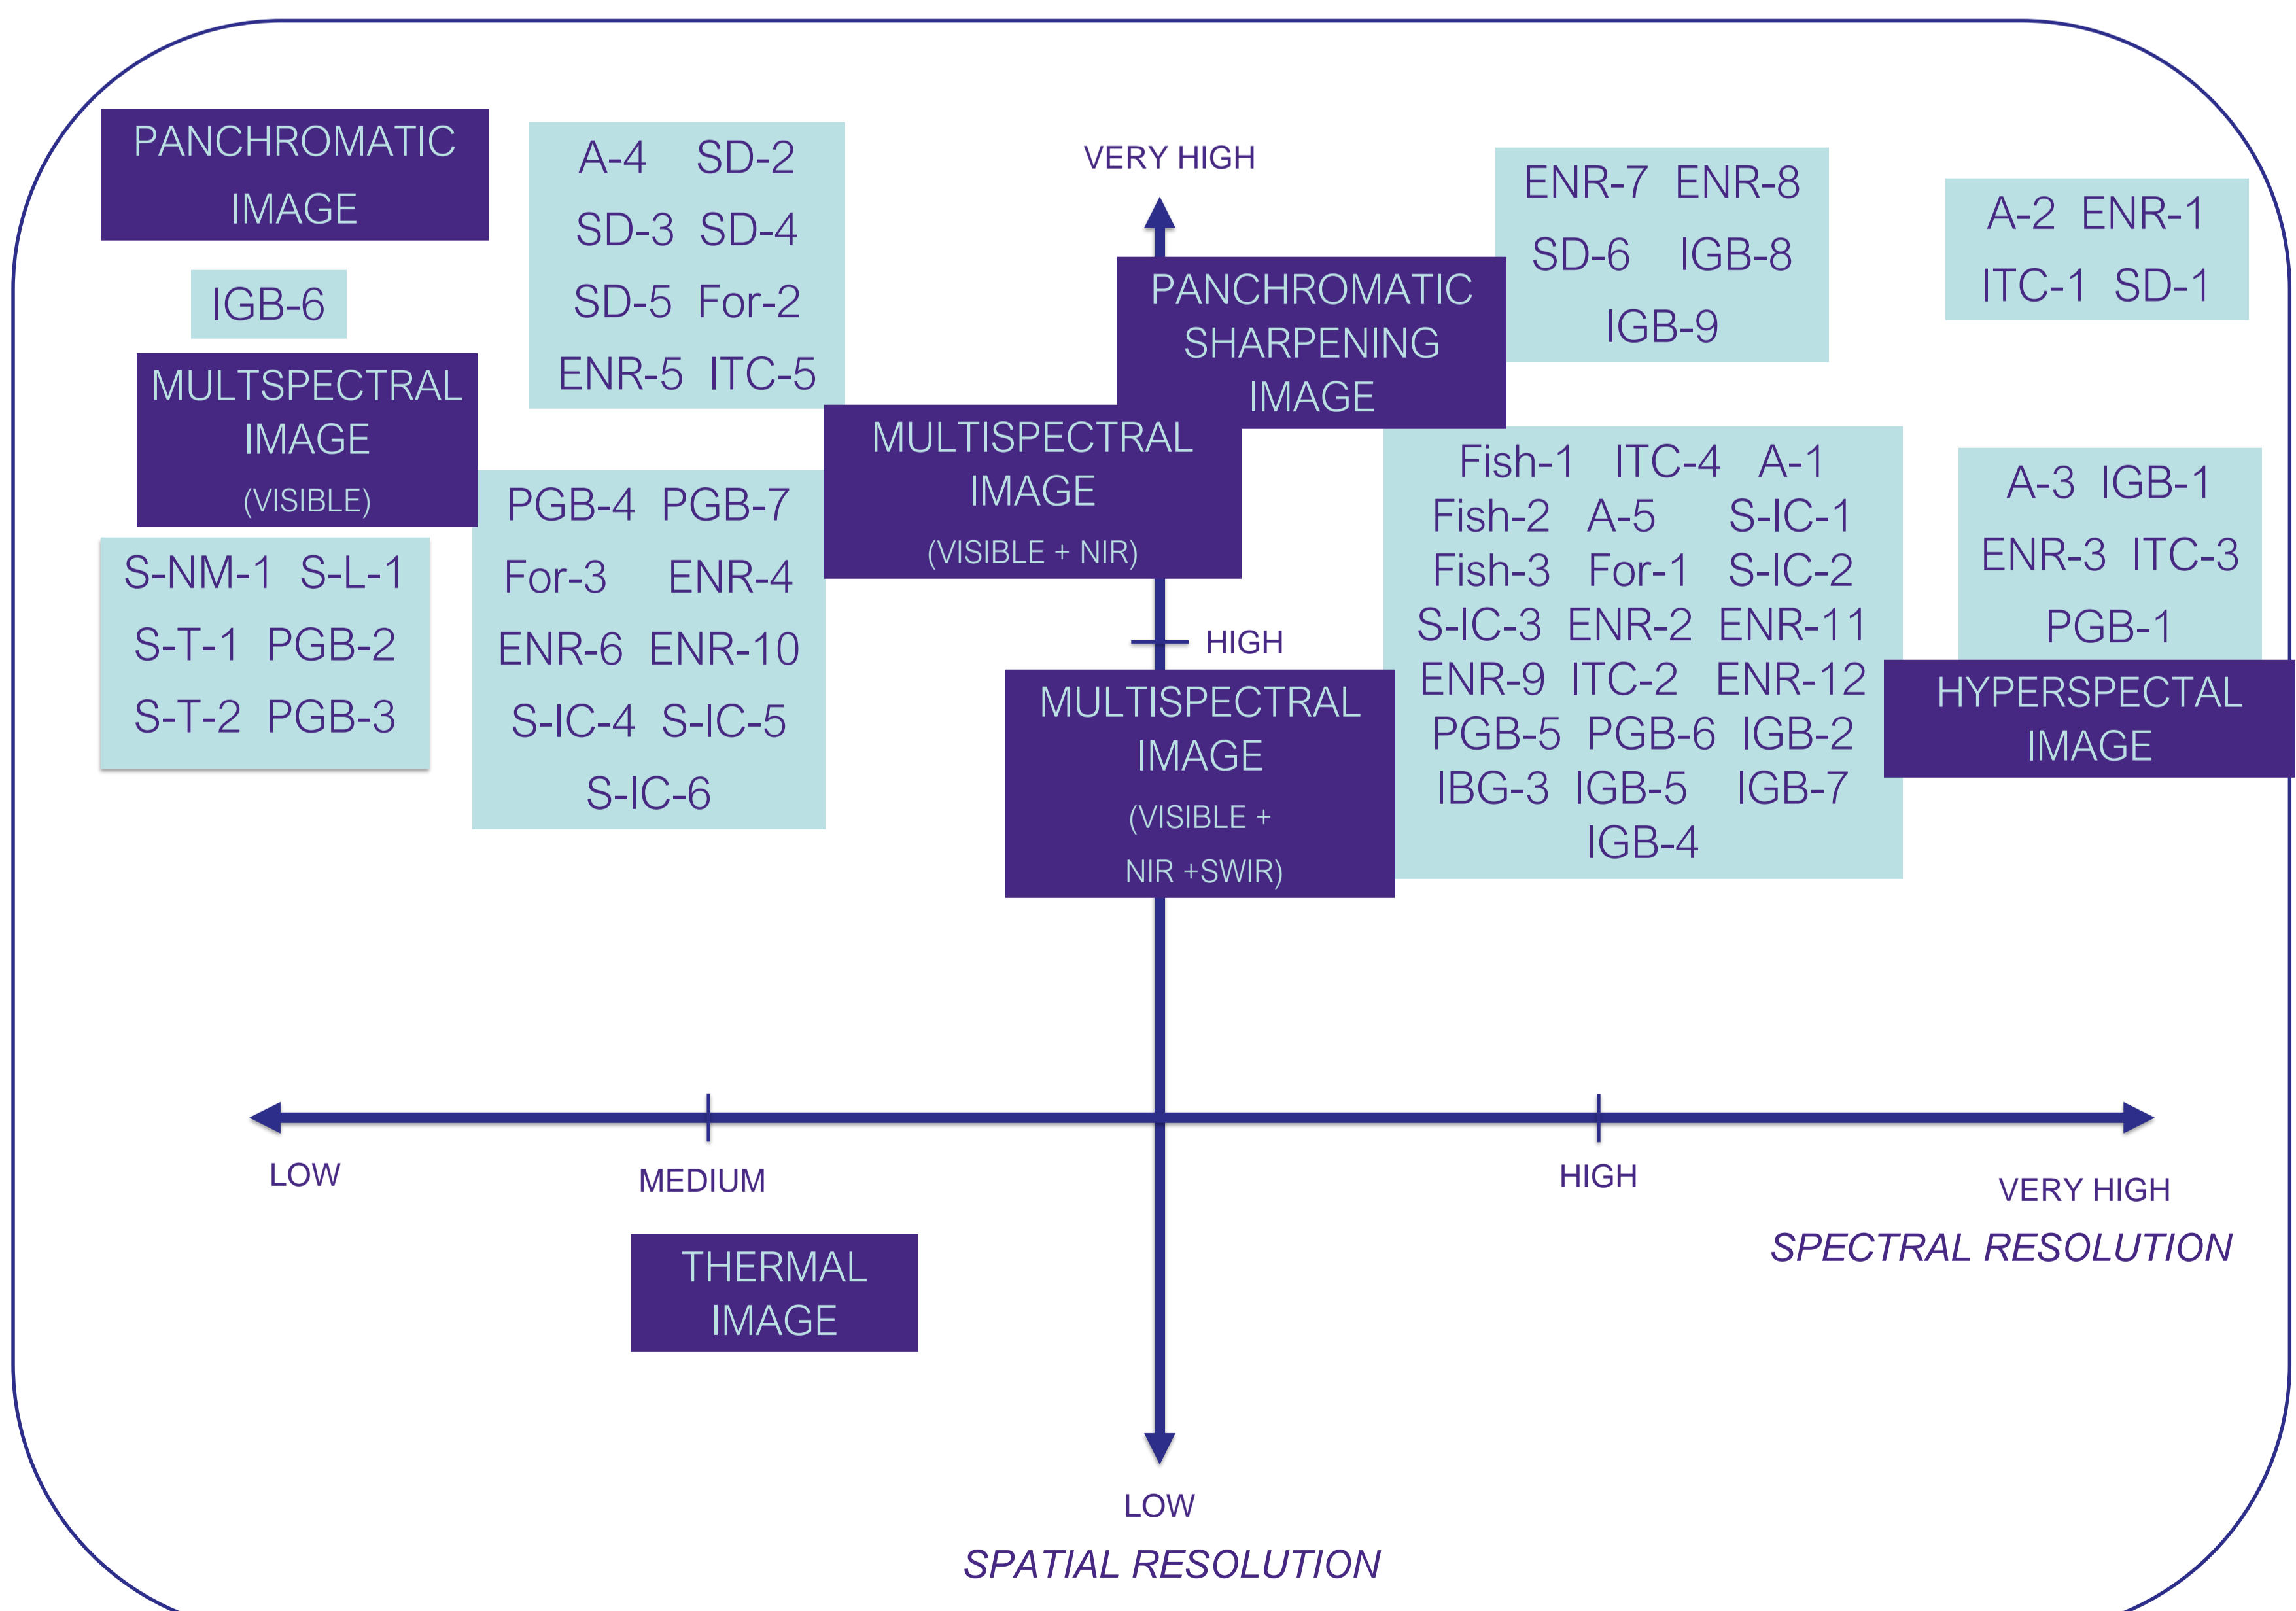 PANCHROMATIC
IMAGE
IGB-6
MULTSPECTRAL
IMAGE
(VISIBLE)
S-NM-1 S-L-1
S-T-1 PGB-2
S-T-2 PGB-3
A-4 SD-2
SD-3 SD-4
SD-5 For-2
ENR-5 ITC-5
PGB-4 PGB-7
For-3 ENR-4
ENR-6 ENR-10
S-IC-4 S-IC-5
S-IC-6
VERY HIGH
PANCHROMATIC
SHARPENING
IMAGE
MULTISPECTRAL
IMAGE
(VISIBLE + NIR)
HIGH
MULTISPECTRAL
IMAGE
(VISIBLE +
NIR +SWIR)
ENR-7 ENR-8
SD-6 IGB-8
IGB-9
Fish-1 ITC-4 A-1
Fish-2 A-5 S-IC-1
Fish-3 For-1 S-IC-2
S-IC-3 ENR-2 ENR-11
ENR-9 ITC-2 ENR-12
PGB-5 PGB-6 IGB-2
IBG-3 IGB-5 IGB-7
IGB-4
A-2 ENR-1
ITC-1 SD-1
A-3 IGB-1
ENR-3 ITC-3
PGB-1
HYPERSPECTAL
IMAGE
LOW
MEDIUM
HIGH
VERY HIGH
SPECTRAL RESOLUTION
THERMAL
IMAGE
LOW
SPATIAL RESOLUTION